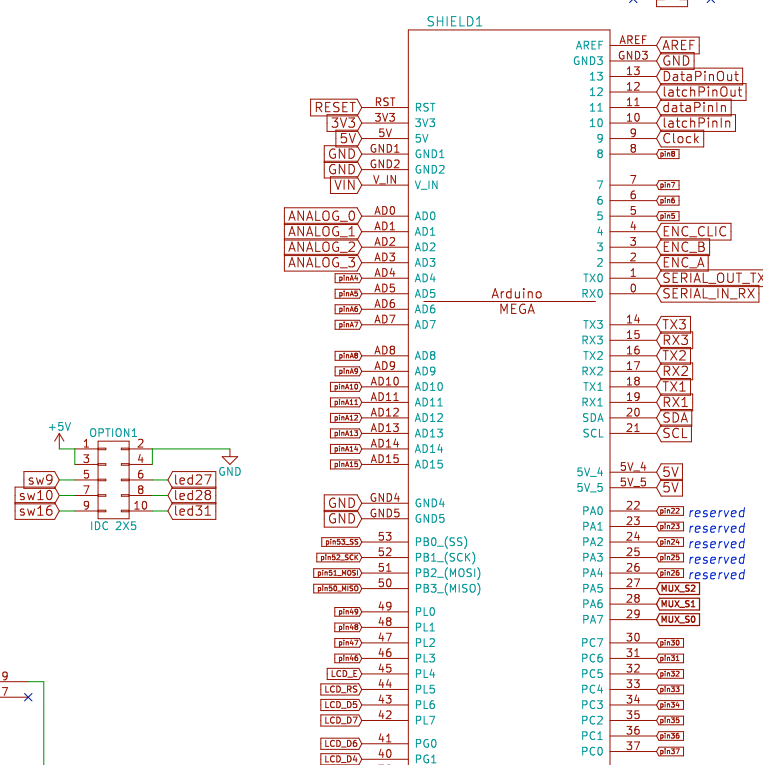 SHIELD1
RESET RST RST
3V3 3V3 3V3
5V 5V 5V
GND GND1 GND1
GND GND2 GND2
VIN V_IN V_IN
ANALOG_0 AD0 AD0
ANALOG_1 AD1 AD1
ANALOG_2 AD2 AD2
ANALOG_3 AD3 AD3
pinA4 AD4 AD4
pinA5 AD5 AD5
pinA6 AD6 AD6
pinA7 AD7 AD7
pinA8 AD8 AD8
pinA9 AD9 AD9
pinA10 AD10 AD10
pinA11 AD11 AD11
pinA12 AD12 AD12
pinA13 AD13 AD13
pinA14 AD14 AD14
pinA15 AD15 AD15
GND GND4 GND4
GND GND5 GND5
pin53_SS 53 PB0_(SS)
pin52_SCK 52 PB1_(SCK)
pin51_MOSI 51 PB2_(MOSI)
pin50_MISO 50 PB3_(MISO)
pin49 49 PL0
pin48 48 PL1
pin47 47 PL2
pin46 46 PL3
LCD_E 45 PL4
LCD_RS 44 PL5
LCD_D5 43 PL6
LCD_D7 42 PL7
LCD_D6 41 PG0
LCD_D4 40 PG1
Arduino
MEGA
AREF AREF AREF
GND3 GND3 GND
13 13 DataPinOut
12 12 latchPinOut
11 11 dataPinIn
10 10 latchPinIn
9 9 Clock
8 8 pin8
7 7 pin7
6 6 pin6
5 5 pin5
4 4 ENC_CLIC
3 3 ENC_B
2 2 ENC_A
TX0 1 SERIAL_OUT_TX
RX0 0 SERIAL_IN_RX
TX3 14 TX3
RX3 15 RX3
TX2 16 TX2
RX2 17 RX2
TX1 18 TX1
RX1 19 RX1
SDA 20 SDA
SCL 21 SCL
5V_4 5V_4 5V
5V_5 5V_5 5V
PA0 22 pin22 reserved
PA1 23 pin23 reserved
PA2 24 pin24 reserved
PA3 25 pin25 reserved
PA4 26 pin26 reserved
PA5 27 MUX_S2
PA6 28 MUX_S1
PA7 29 MUX_S0
PC7 30 pin30
PC6 31 pin31
PC5 32 pin32
PC4 33 pin33
PC3 34 pin34
PC2 35 pin35
PC1 36 pin36
PC0 37 pin37
+5V OPTION1
1 2
3 4 GND
sw9 5 6 led27
sw10 7 8 led28
sw16 9 10 led31
IDC 2X5
9
7